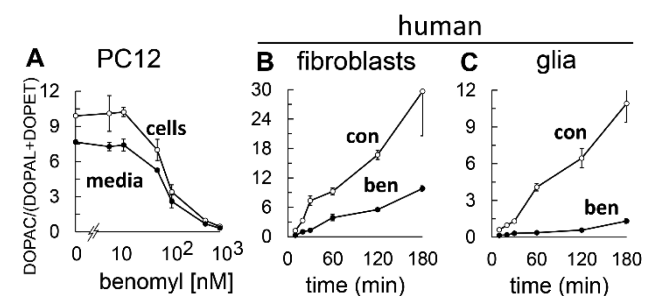 human
A PC12
B fibroblasts
C glia
DOPAC/(DOPAL+DOPET)
12
9
6
3
0
cells
media
0 10 10² 10³
benomyl [nM]
30
24
18
12
6
0
con
ben
0 60 120 180
time (min)
12
9
6
3
0
con
ben
0 60 120 180
time (min)